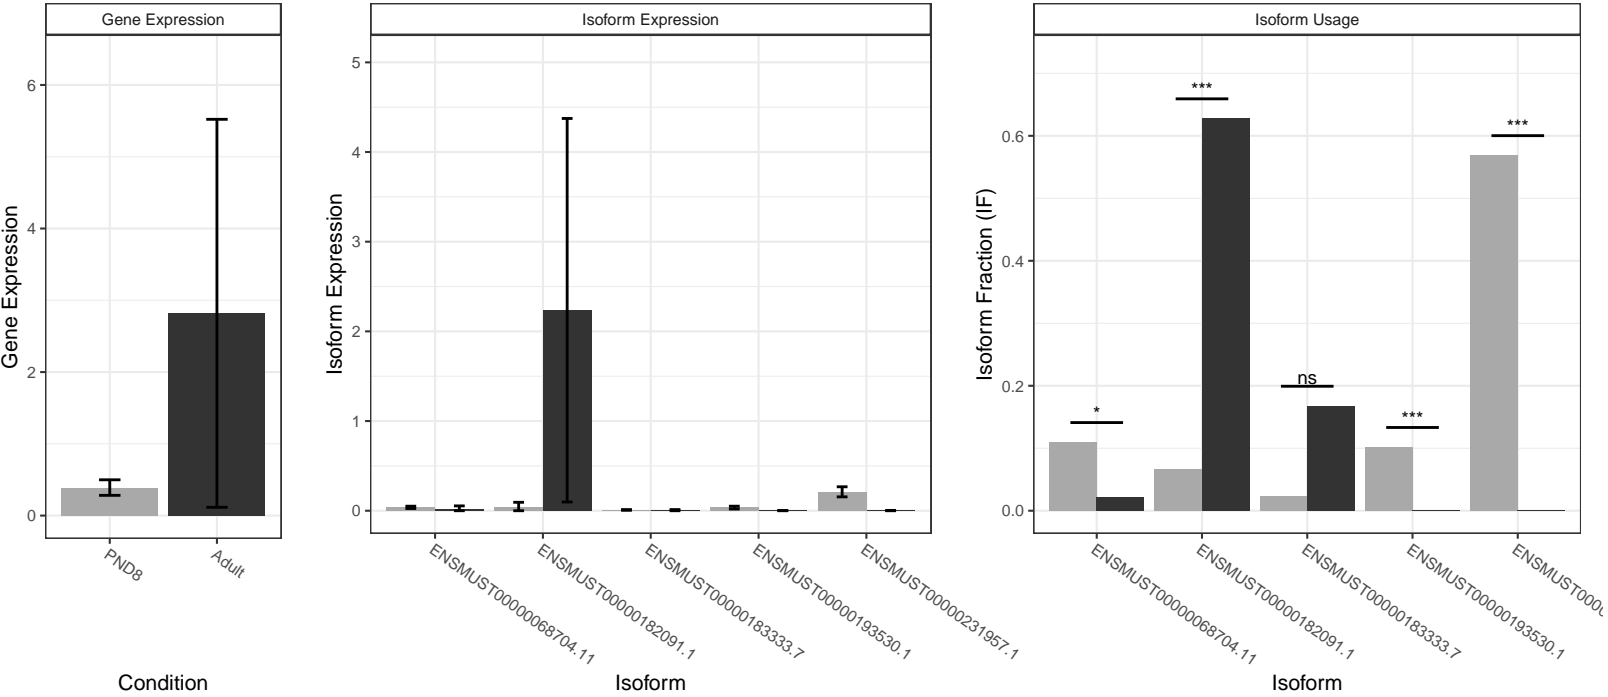 Gene Expression
Isoform Expression
Isoform Usage
Gene Expression
6
4
2
0
PND8
Adult
Condition
Isoform Expression
5
4
3
2
1
0
ENSMUST00000068704.11
ENSMUST00000182091.1
ENSMUST00000183333.7
ENSMUST00000193530.1
ENSMUST00000231957.1
Isoform
Isoform Fraction (IF)
0.6
0.4
0.2
0.0
*
***
ns
***
***
ENSMUST00000068704.11
ENSMUST00000182091.1
ENSMUST00000183333.7
ENSMUST00000193530.1
ENSMUST0000
Isoform